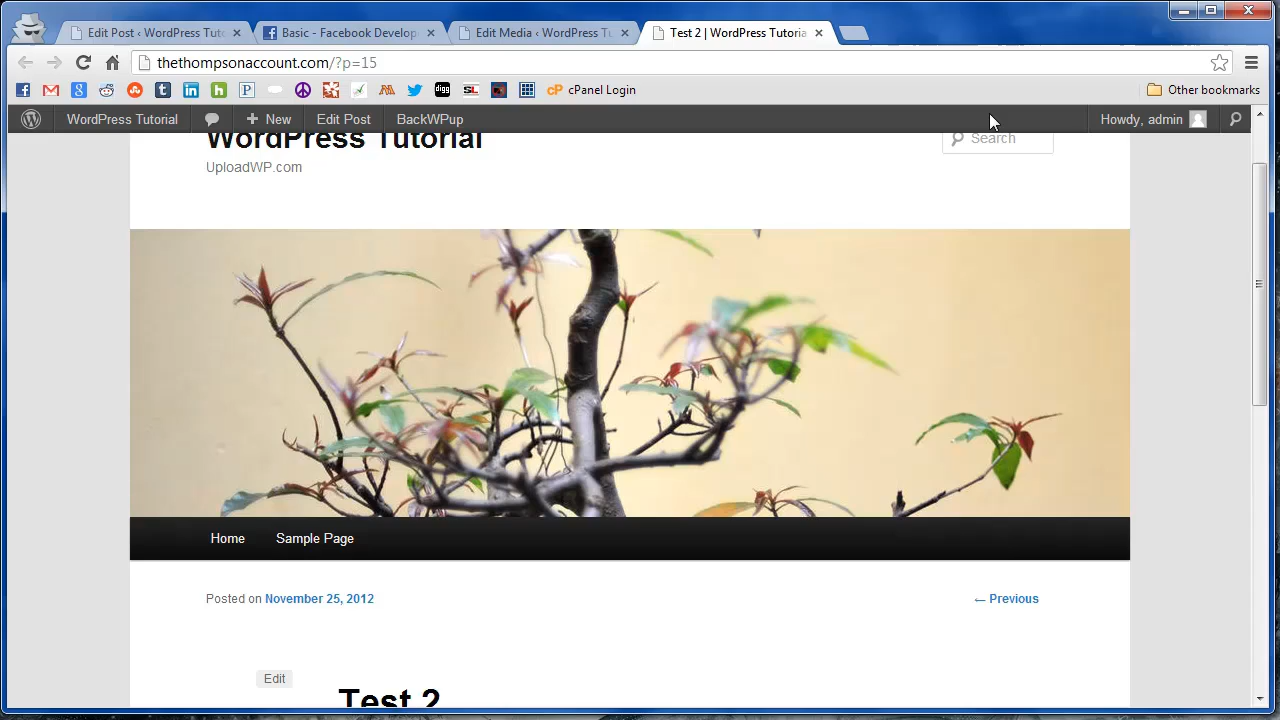 Edit Post ‹ WordPress Tuto
Basic - Facebook Develop
Edit Media ‹ WordPress Tu
Test 2 | WordPress Tutoria
thethompsonaccount.com/?p=15
cPanel Login
Other bookmarks
WordPress Tutorial
New
Edit Post
BackWPup
Howdy, admin
WordPress Tutorial
Search
UploadWP.com
Home
Sample Page
Posted on November 25, 2012
← Previous
Edit
Test 2